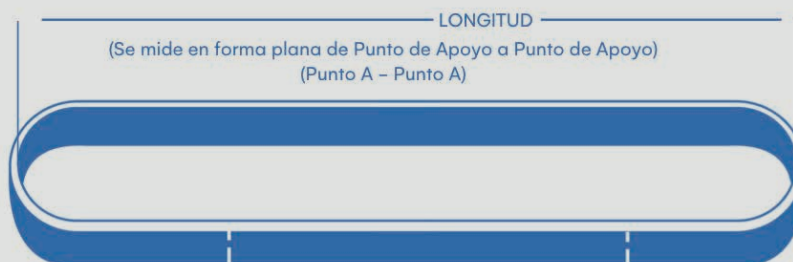 LONGITUD
(Se mide en forma plana de Punto de Apoyo a Punto de Apoyo)
(Punto A – Punto A)